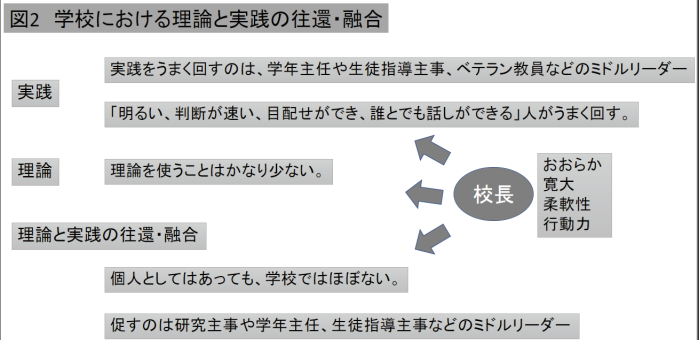 図2 学校における理論と実践の往還・融合
実践をうまく回すのは、学年主任や生徒指導主事、ベテラン教員などのミドルリーダー
実践
「明るい、判断が速い、目配せができ、誰とでも話しができる」人がうまく回す。
理論
理論を使うことはかなり少ない。
校長
おおらか
寛大
柔軟性
行動力
理論と実践の往還・融合
個人としてはあっても、学校ではほぼない。
促すのは研究主事や学年主任、生徒指導主事などのミドルリーダー